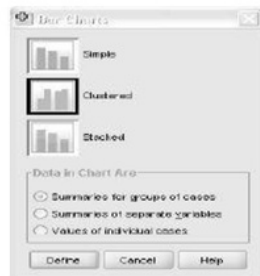 Bar Charts
Simple
Clustered
Stacked
Data in Chart Are
Summaries for groups of cases
Summaries of separate variables
Values of individual cases
Define
Cancel
Help